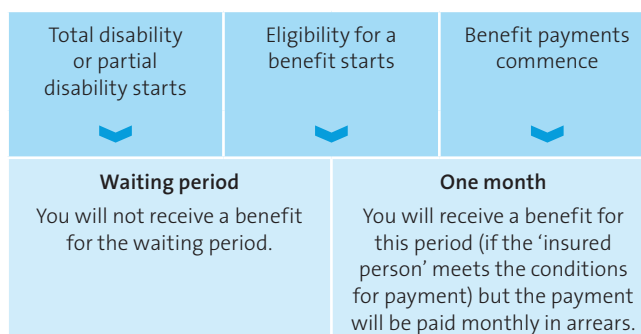 Total disability
or partial
disability starts
Eligibility for a
benefit starts
Benefit payments
commence
Waiting period
You will not receive a benefit
for the waiting period.
One month
You will receive a benefit for
this period (if the ‘insured
person’ meets the conditions
for payment) but the payment
will be paid monthly in arrears.